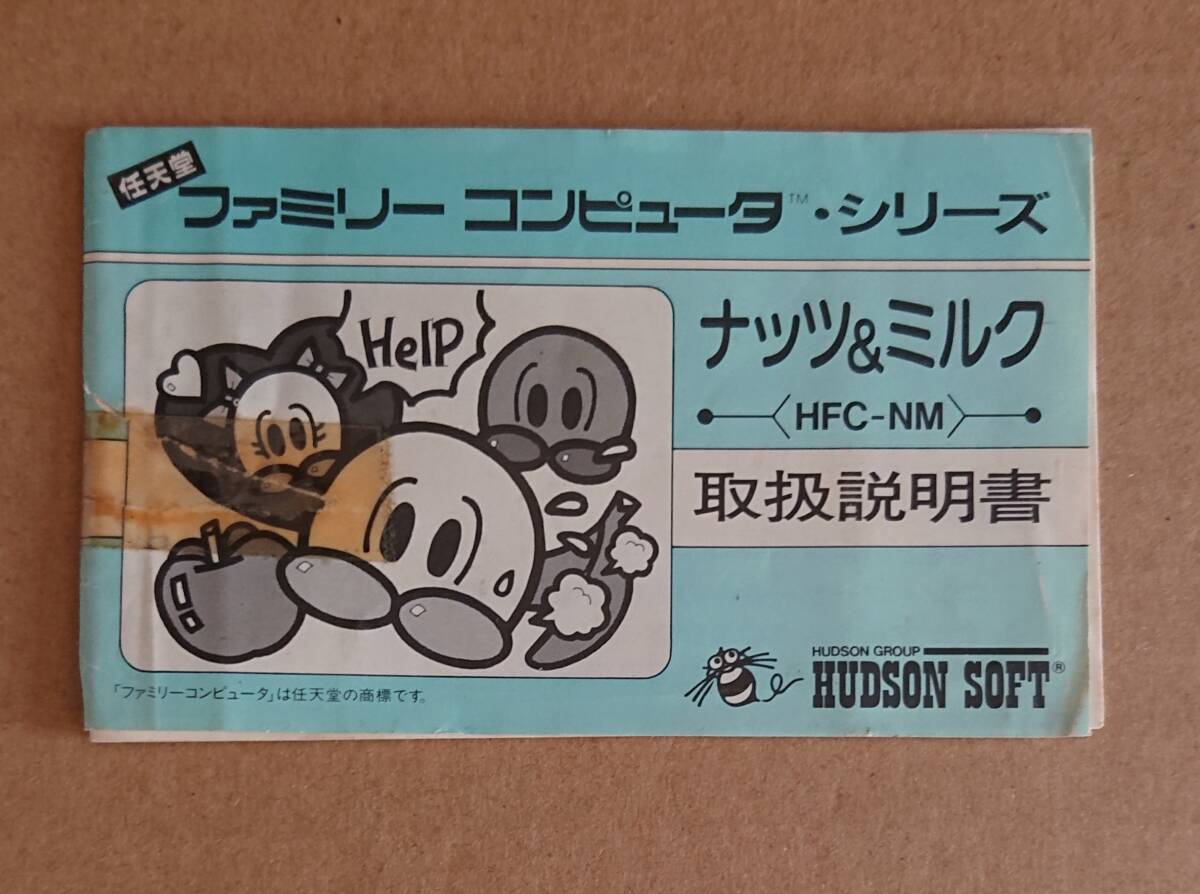 任天堂
ファミリー コンピュータ™・シリーズ
Help
ナッツ&ミルク
HFC-NM
取扱説明書
HUDSON GROUP
HUDSON SOFT®
「ファミリーコンピュータ」は任天堂の商標です。